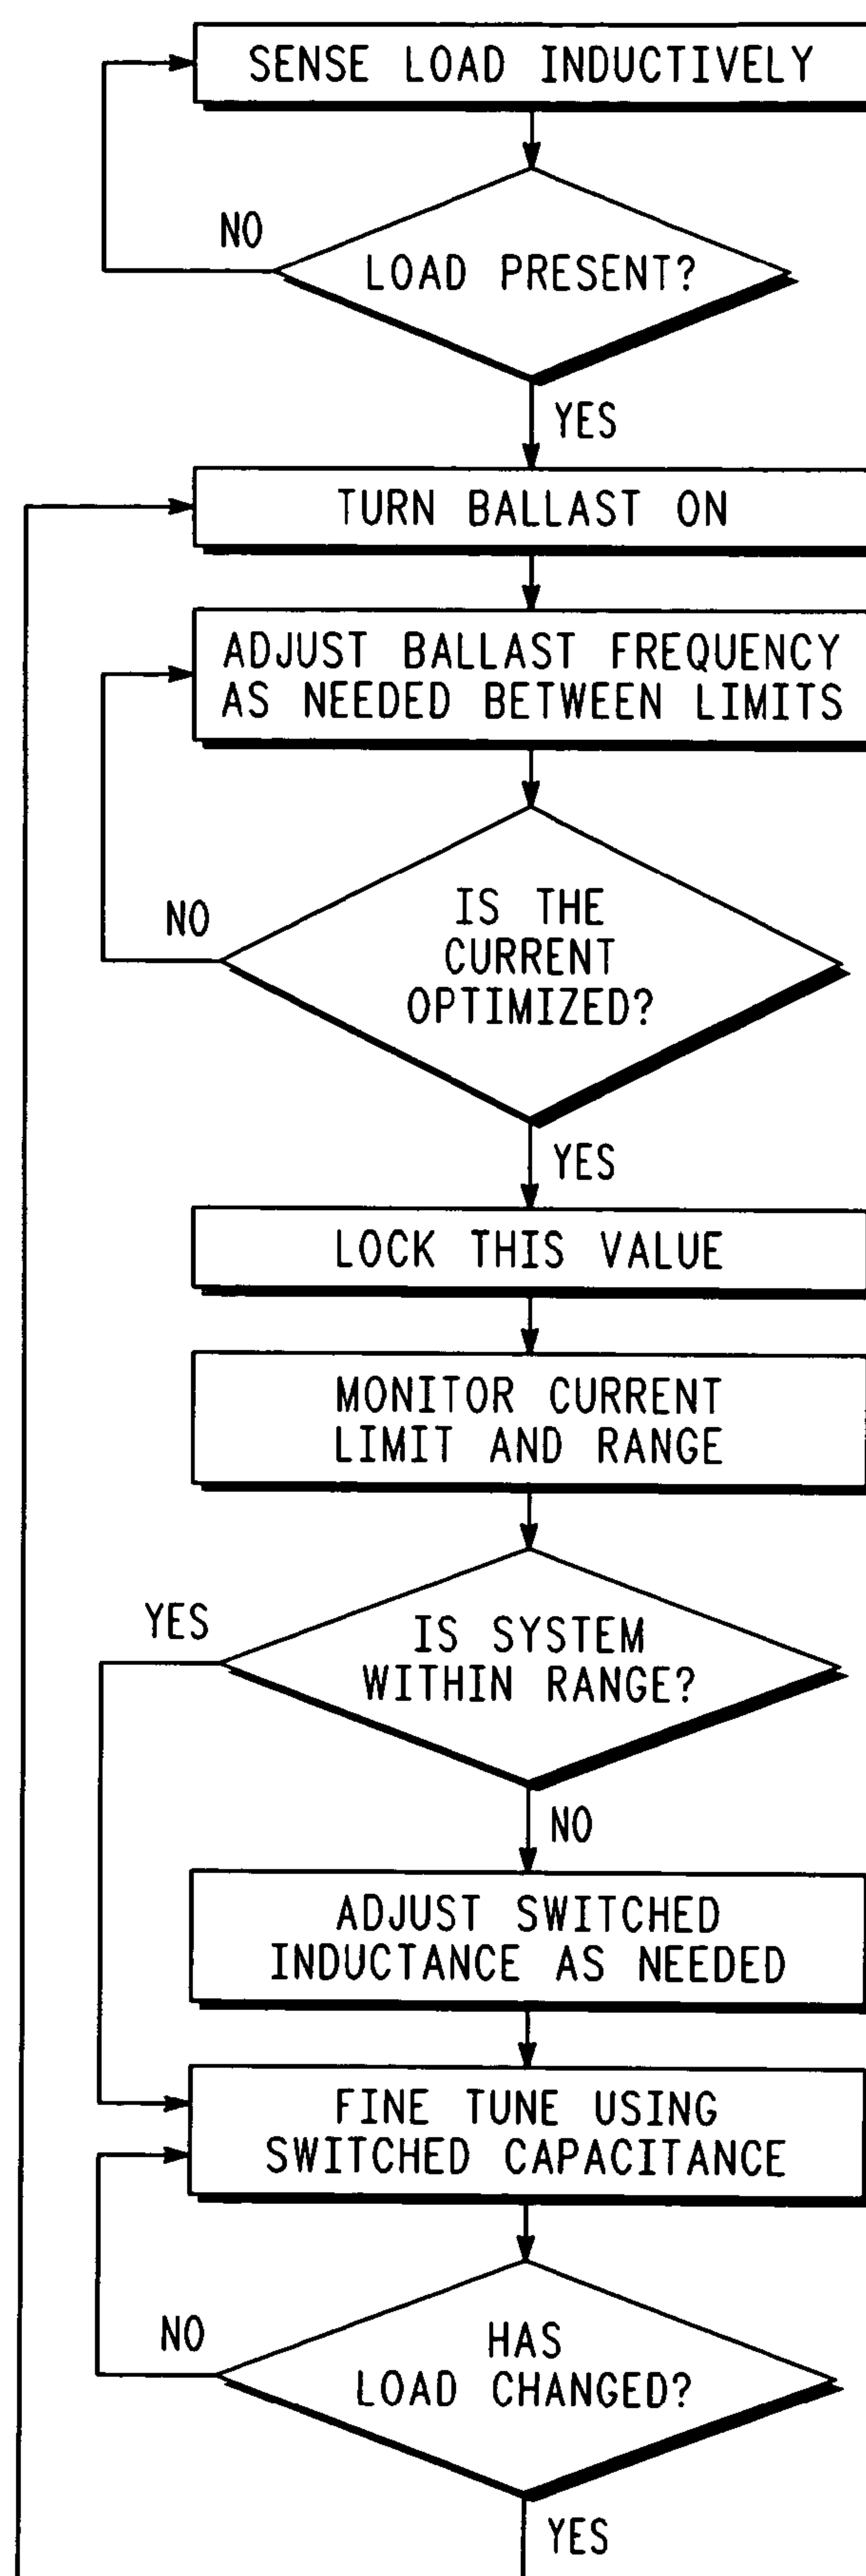 SENSE LOAD INDUCTIVELY
NO
LOAD PRESENT?
YES
TURN BALLAST ON
ADJUST BALLAST FREQUENCY
AS NEEDED BETWEEN LIMITS
NO
IS THE
CURRENT
OPTIMIZED?
YES
LOCK THIS VALUE
MONITOR CURRENT
LIMIT AND RANGE
YES
IS SYSTEM
WITHIN RANGE?
NO
ADJUST SWITCHED
INDUCTANCE AS NEEDED
FINE TUNE USING
SWITCHED CAPACITANCE
NO
HAS
LOAD CHANGED?
YES